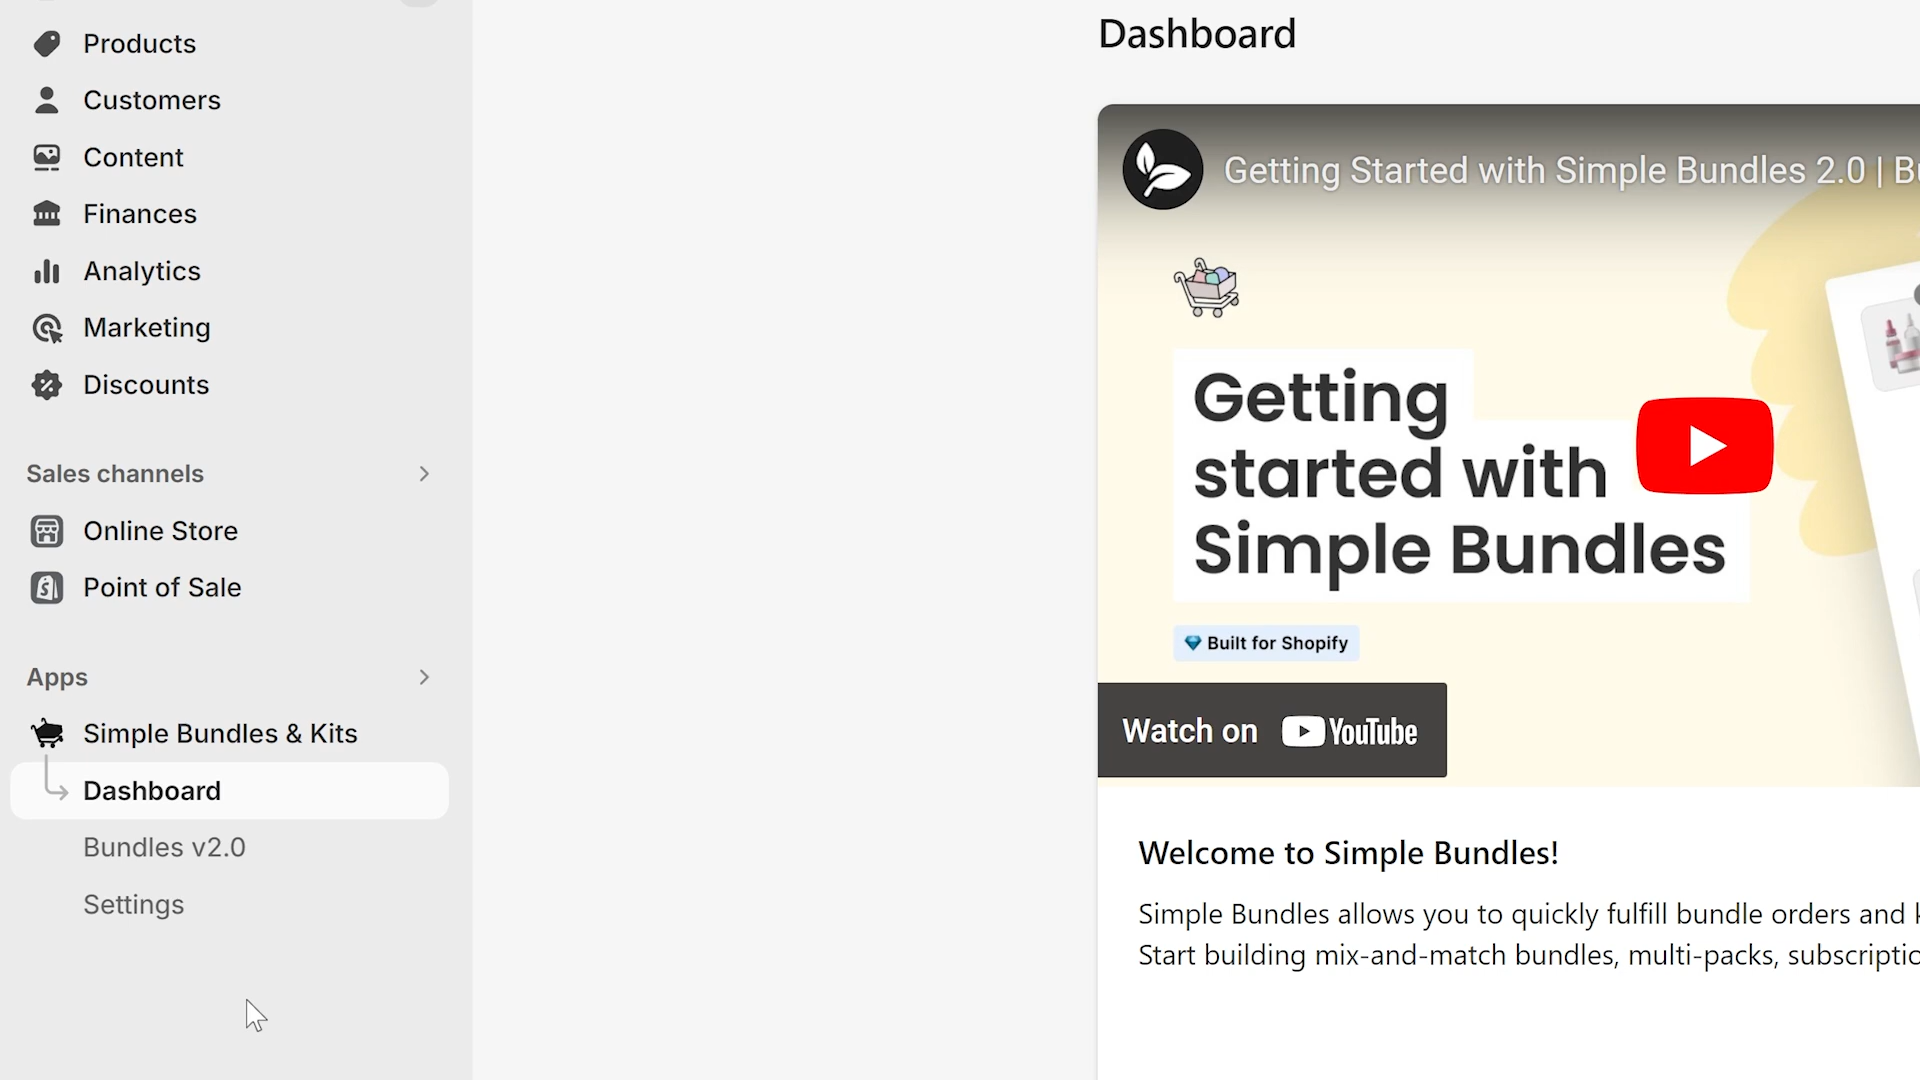 Products
Customers
Content
Finances
Analytics
Marketing
Discounts
Sales channels
Online Store
Point of Sale
Apps
Simple Bundles & Kits
Dashboard
Bundles v2.0
Settings
Dashboard
Getting Started with Simple Bundles 2.0 |
Getting
started with
Simple Bundles
Built for Shopify
Watch on YouTube
Welcome to Simple Bundles!
Simple Bundles allows you to quickly fulfill bundle orders and
Start building mix-and-match bundles, multi-packs,